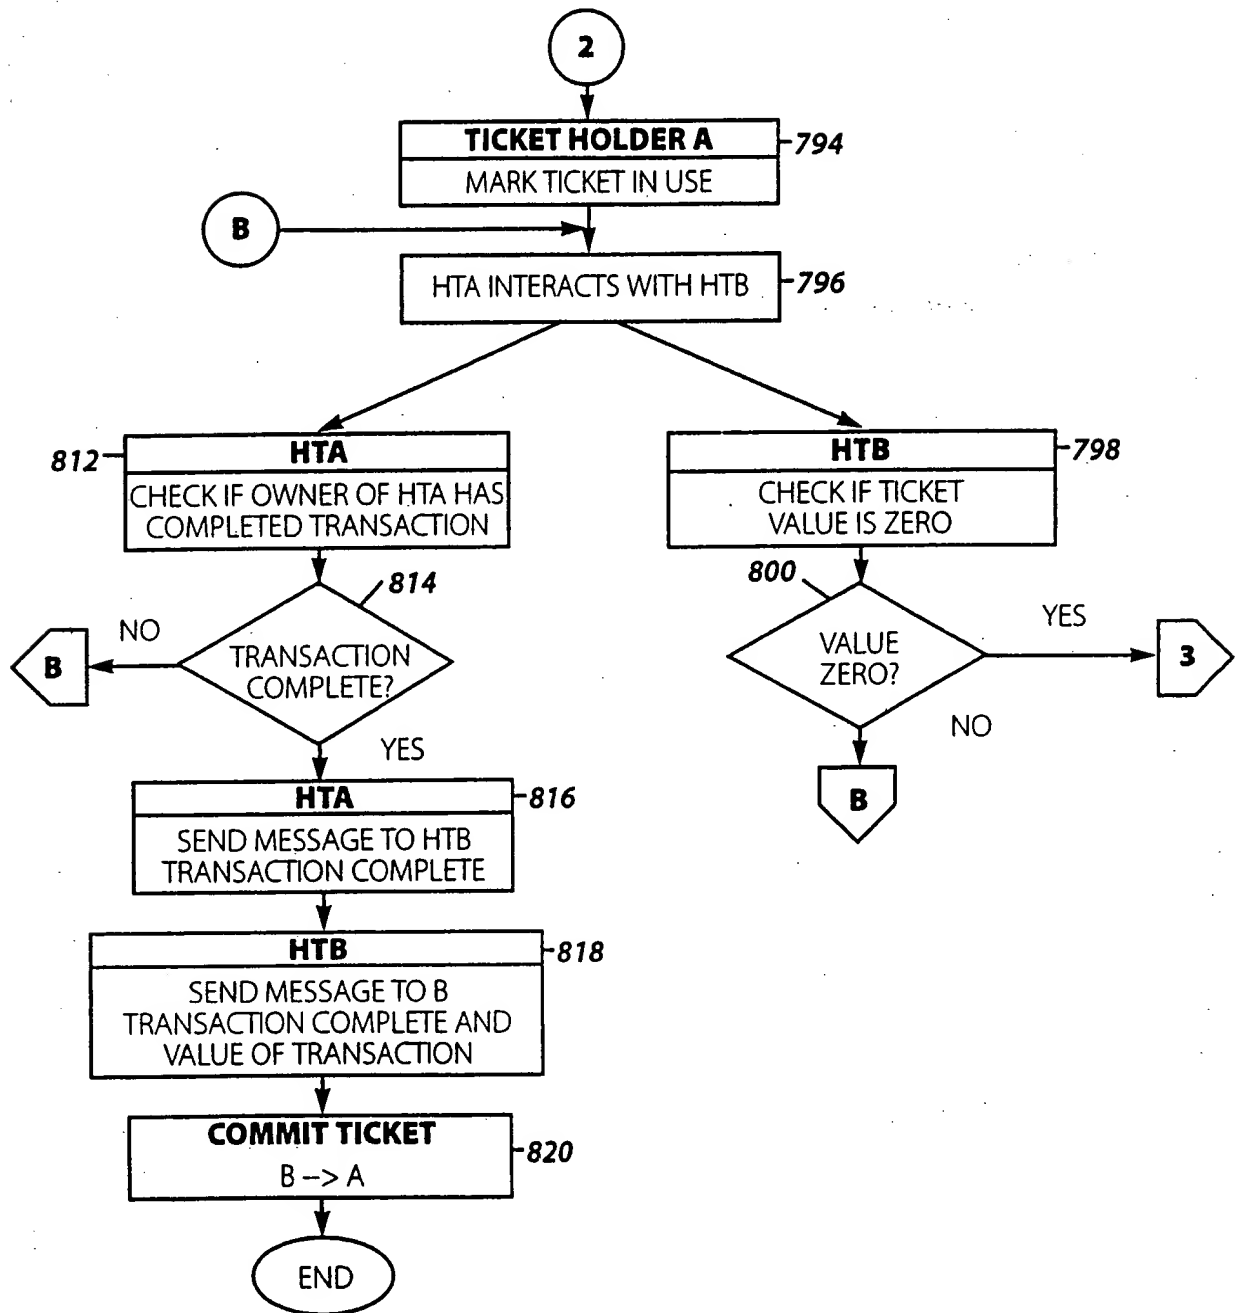 2
TICKET HOLDER A
794
MARK TICKET IN USE
B
HTA INTERACTS WITH HTB
796
812
HTA
CHECK IF OWNER OF HTA HAS
COMPLETED TRANSACTION
HTB
798
CHECK IF TICKET
VALUE IS ZERO
814
800
NO
B
TRANSACTION
COMPLETE?
YES
VALUE
ZERO?
YES
3
NO
B
HTA
816
SEND MESSAGE TO HTB
TRANSACTION COMPLETE
HTB
818
SEND MESSAGE TO B
TRANSACTION COMPLETE AND
VALUE OF TRANSACTION
COMMIT TICKET
820
B --> A
END